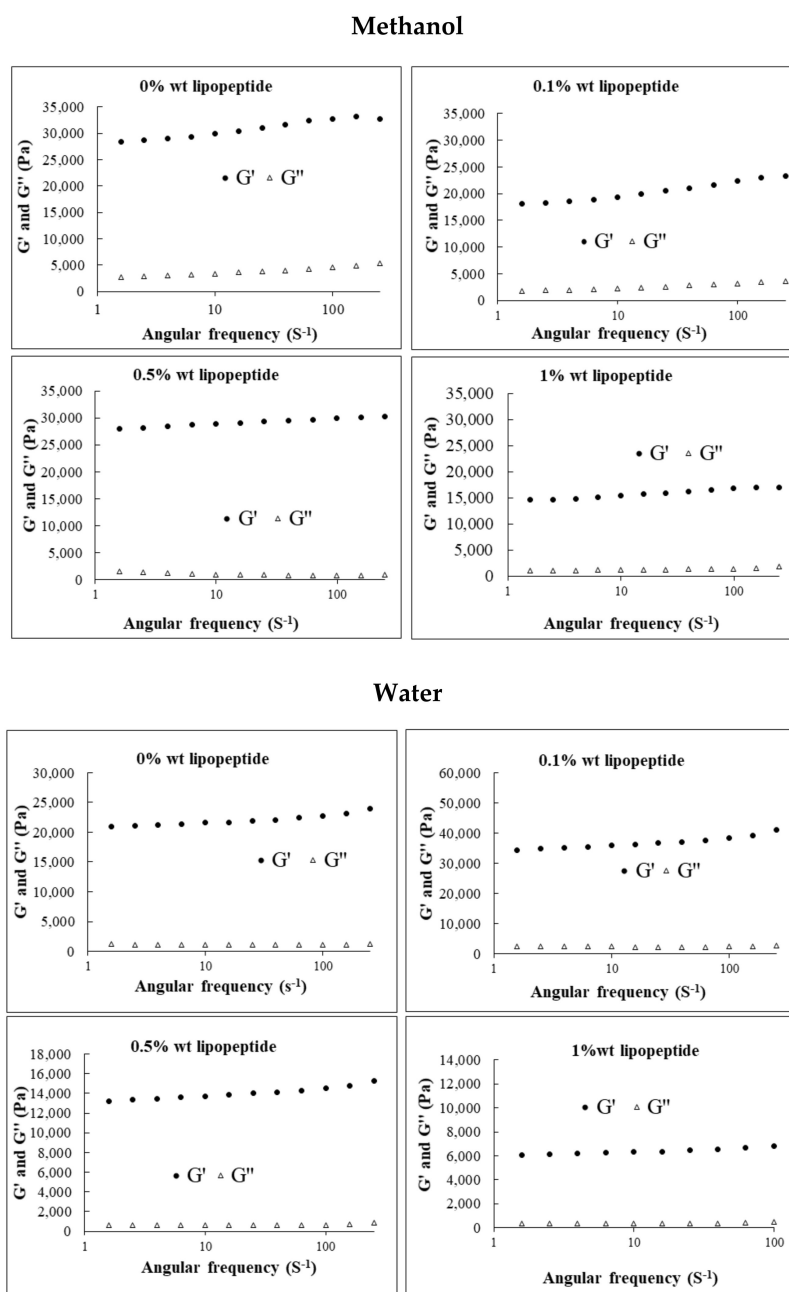 Methanol
0% wt lipopeptide
35,000
30,000
25,000
20,000
15,000
10,000
5,000
0
G' and G'' (Pa)
G' G''
1 10 100
Angular frequency (S-1)
0.1% wt lipopeptide
35,000
30,000
25,000
20,000
15,000
10,000
5,000
0
G' and G'' (Pa)
G' G''
1 10 100
Angular frequency (S-1)
0.5% wt lipopeptide
35,000
30,000
25,000
20,000
15,000
10,000
5,000
0
G' and G'' (Pa)
G' G''
1 10 100
Angular frequency (S-1)
1% wt lipopeptide
35,000
30,000
25,000
20,000
15,000
10,000
5,000
0
G' and G'' (Pa)
G' G''
1 10 100
Angular frequency (S-1)
Water
0% wt lipopeptide
30,000
25,000
20,000
15,000
10,000
5,000
0
G' and G'' (Pa)
G' G''
1 10 100
Angular frequency (s-1)
0.1% wt lipopeptide
60,000
50,000
40,000
30,000
20,000
10,000
0
G' and G'' (Pa)
G' G''
1 10 100
Angular frequency (S-1)
0.5% wt lipopeptide
18,000
16,000
14,000
12,000
10,000
8,000
6,000
4,000
2,000
0
G' and G'' (Pa)
G' G''
1 10 100
Angular frequency (S-1)
1%wt lipopeptide
14,000
12,000
10,000
8,000
6,000
4,000
2,000
0
G' and G'' (Pa)
G' G''
1 10 100
Angular frequency (S-1)